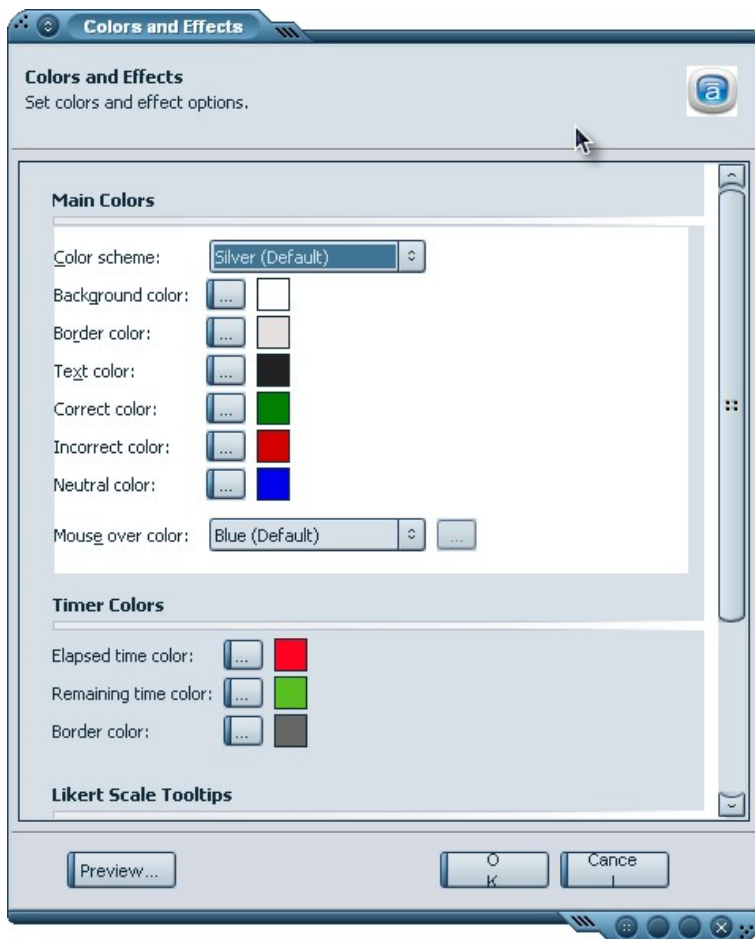 Colors and Effects
Colors and Effects
Set colors and effect options.
ā
Main Colors
Color scheme: Silver (Default)
Background color: ...
Border color: ...
Text color: ...
Correct color: ...
Incorrect color: ...
Neutral color: ...
Mouse over color: Blue (Default) ...
Timer Colors
Elapsed time color: ...
Remaining time color: ...
Border color: ...
Likert Scale Tooltips
Preview...
O
K
Cance
l